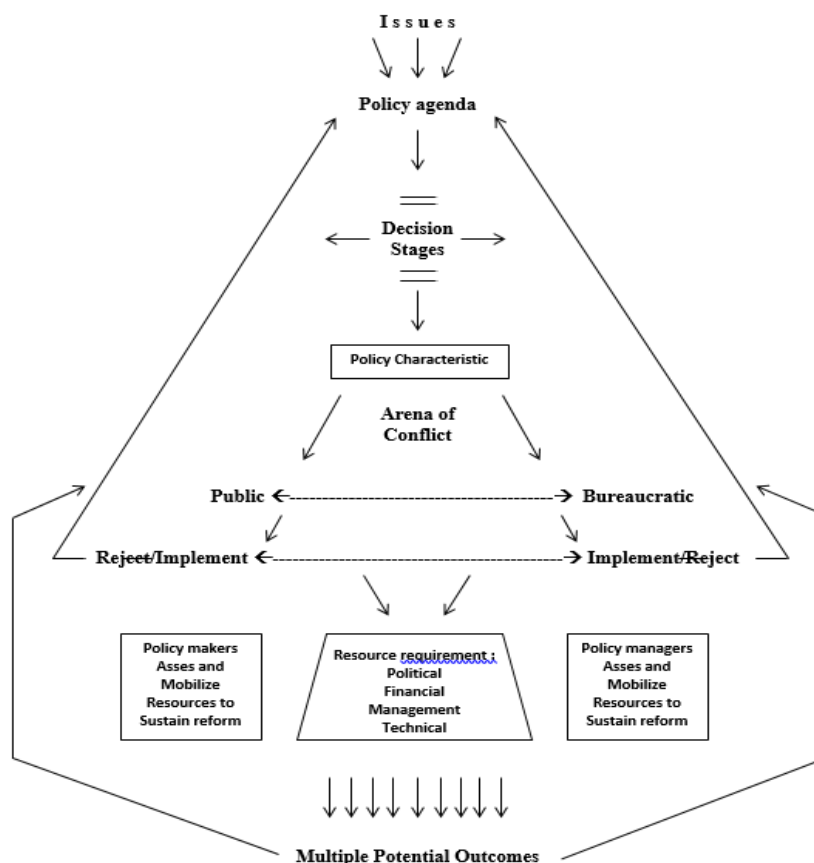 I s s u e s
Policy agenda
Decision
Stages
Policy Characteristic
Arena of
Conflict
Public
Bureaucratic
Reject/Implement
Implement/Reject
Policy makers
Asses and
Mobilize
Resources to
Sustain reform
Resource requirement :
Political
Financial
Management
Technical
Policy managers
Asses and
Mobilize
Resources to
Sustain reform
Multiple Potential Outcomes